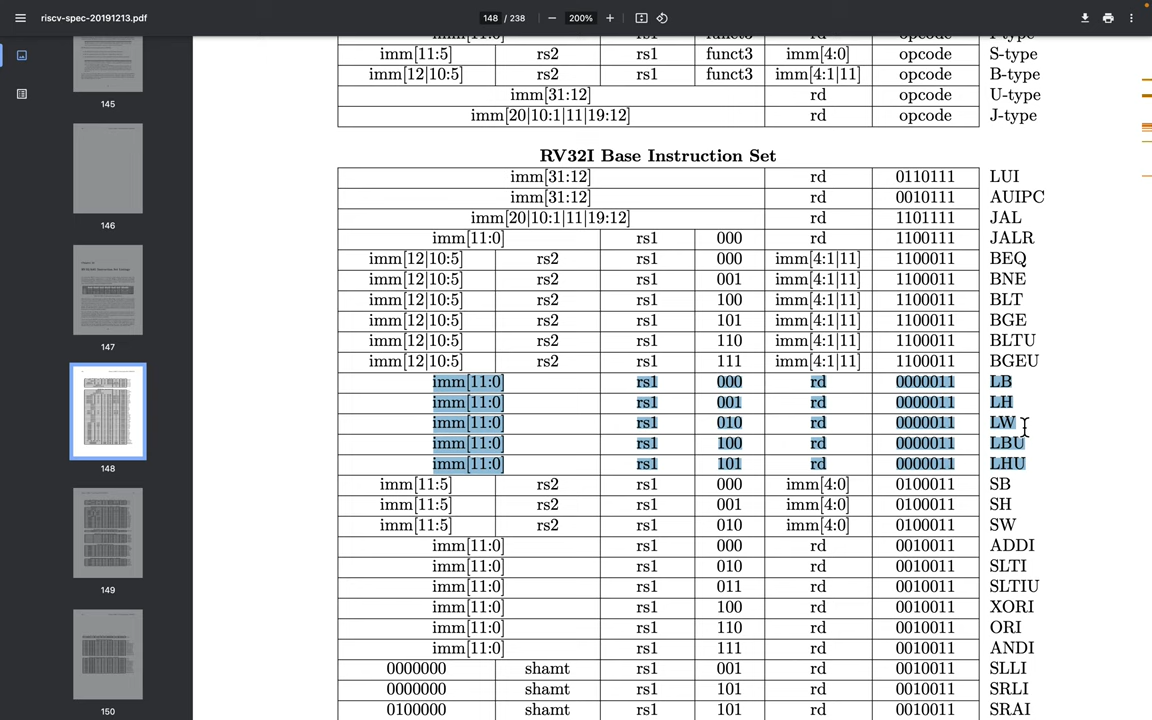 riscv-spec-20191213.pdf 148 / 238 200%
imm[11:5] rs2 rs1 funct3 imm[4:0] opcode S-type
imm[12|10:5] rs2 rs1 funct3 imm[4:1|11] opcode B-type
imm[31:12] rd opcode U-type
imm[20|10:1|11|19:12] rd opcode J-type
RV32I Base Instruction Set
imm[31:12] rd 0110111 LUI
imm[31:12] rd 0010111 AUIPC
imm[20|10:1|11|19:12] rd 1101111 JAL
imm[11:0] rs1 000 rd 1100111 JALR
imm[12|10:5] rs2 rs1 000 imm[4:1|11] 1100011 BEQ
imm[12|10:5] rs2 rs1 001 imm[4:1|11] 1100011 BNE
imm[12|10:5] rs2 rs1 100 imm[4:1|11] 1100011 BLT
imm[12|10:5] rs2 rs1 101 imm[4:1|11] 1100011 BGE
imm[12|10:5] rs2 rs1 110 imm[4:1|11] 1100011 BLTU
imm[12|10:5] rs2 rs1 111 imm[4:1|11] 1100011 BGEU
imm[11:0] rs1 000 rd 0000011 LB
imm[11:0] rs1 001 rd 0000011 LH
imm[11:0] rs1 010 rd 0000011 LW
imm[11:0] rs1 100 rd 0000011 LBU
imm[11:0] rs1 101 rd 0000011 LHU
imm[11:5] rs2 rs1 000 imm[4:0] 0100011 SB
imm[11:5] rs2 rs1 001 imm[4:0] 0100011 SH
imm[11:5] rs2 rs1 010 imm[4:0] 0100011 SW
imm[11:0] rs1 000 rd 0010011 ADDI
imm[11:0] rs1 010 rd 0010011 SLTI
imm[11:0] rs1 011 rd 0010011 SLTIU
imm[11:0] rs1 100 rd 0010011 XORI
imm[11:0] rs1 110 rd 0010011 ORI
imm[11:0] rs1 111 rd 0010011 ANDI
0000000 shamt rs1 001 rd 0010011 SLLI
0000000 shamt rs1 101 rd 0010011 SRLI
0100000 shamt rs1 101 rd 0010011 SRAI
145
146
147
148
149
150